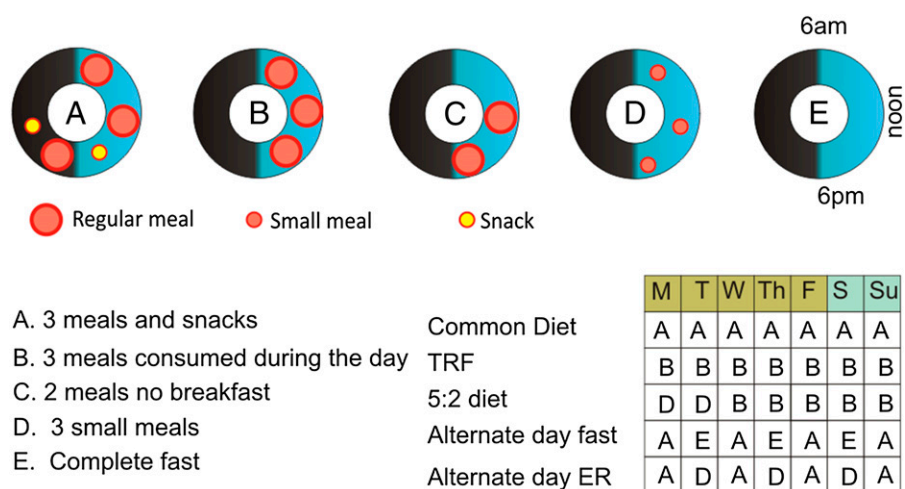 6am
A B C D E
noon
6pm
Regular meal Small meal Snack
A. 3 meals and snacks
B. 3 meals consumed during the day
C. 2 meals no breakfast
D. 3 small meals
E. Complete fast
M T W Th F S Su
Common Diet A A A A A A A
TRF B B B B B B B
5:2 diet D D B B B B B
Alternate day fast A E A E A E A
Alternate day ER A D A D A D A